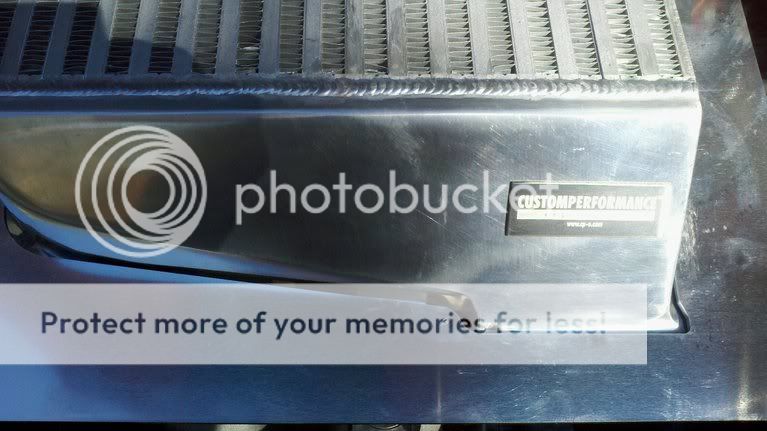 photobucket
CUSTOMPERFORMANCE
Protect more of your memories for less!